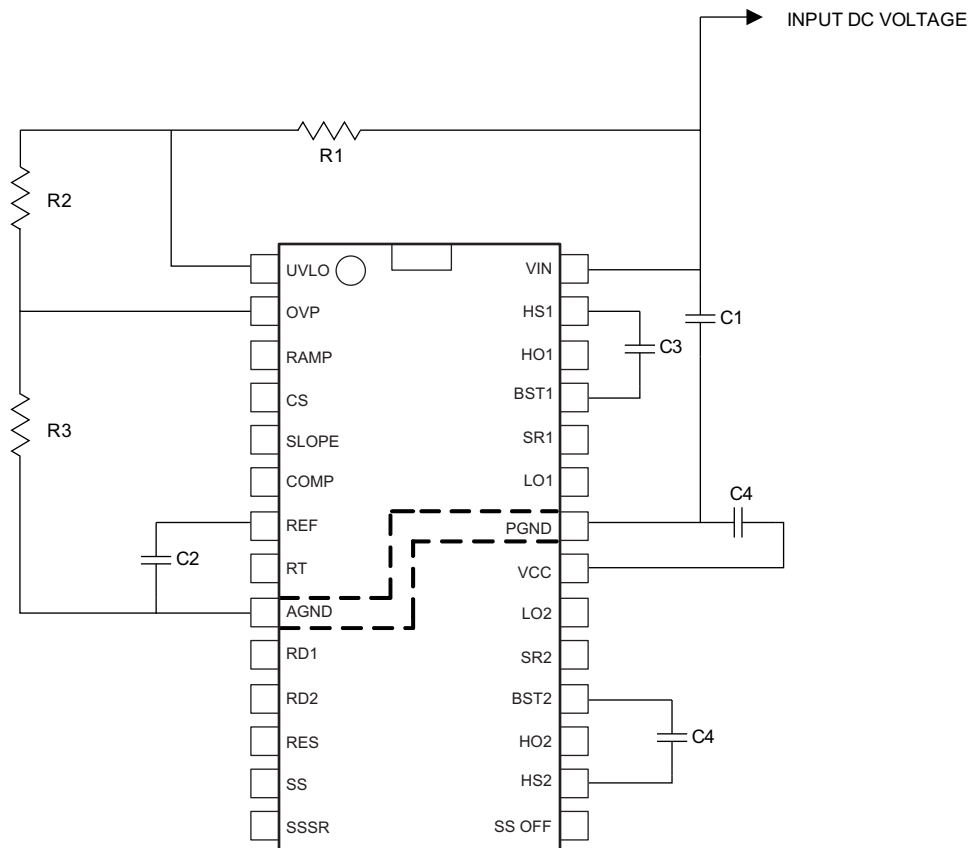 INPUT DC VOLTAGE
R1
R2
UVLO
VIN
OVP
HS1
C1
RAMP
HO1
C3
CS
BST1
R3
SLOPE
SR1
COMP
LO1
C4
REF
PGND
C2
RT
VCC
AGND
LO2
RD1
SR2
RD2
BST2
RES
HO2
C4
SS
HS2
SSSR
SS OFF